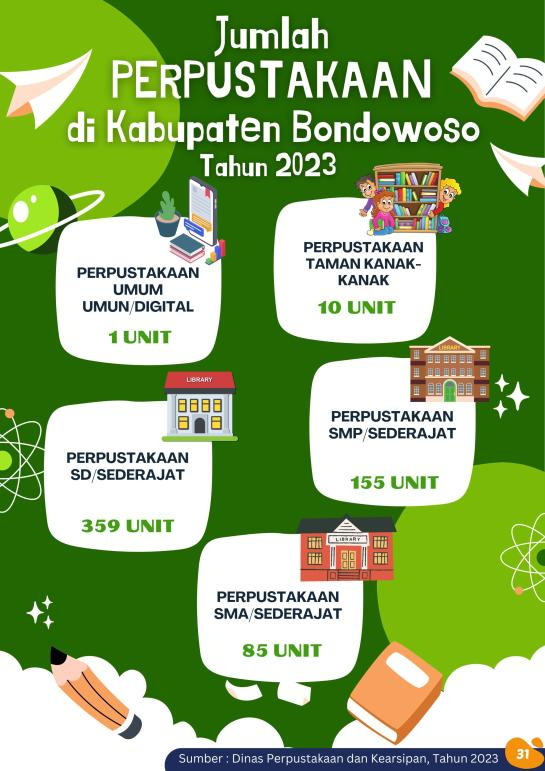 Jumlah
PERPUSTAKAAN
di Kabupaten Bondowoso
Tahun 2023
PERPUSTAKAAN
UMUM
UMUN/DIGITAL
1 UNIT
PERPUSTAKAAN
TAMAN KANAK-
KANAK
10 UNIT
LIBRARY
PERPUSTAKAAN
SD/SEDERAJAT
359 UNIT
LIBRARY
PERPUSTAKAAN
SMP/SEDERAJAT
155 UNIT
LIBRARY
PERPUSTAKAAN
SMA/SEDERAJAT
85 UNIT
Sumber : Dinas Perpustakaan dan Kearsipan, Tahun 2023
31